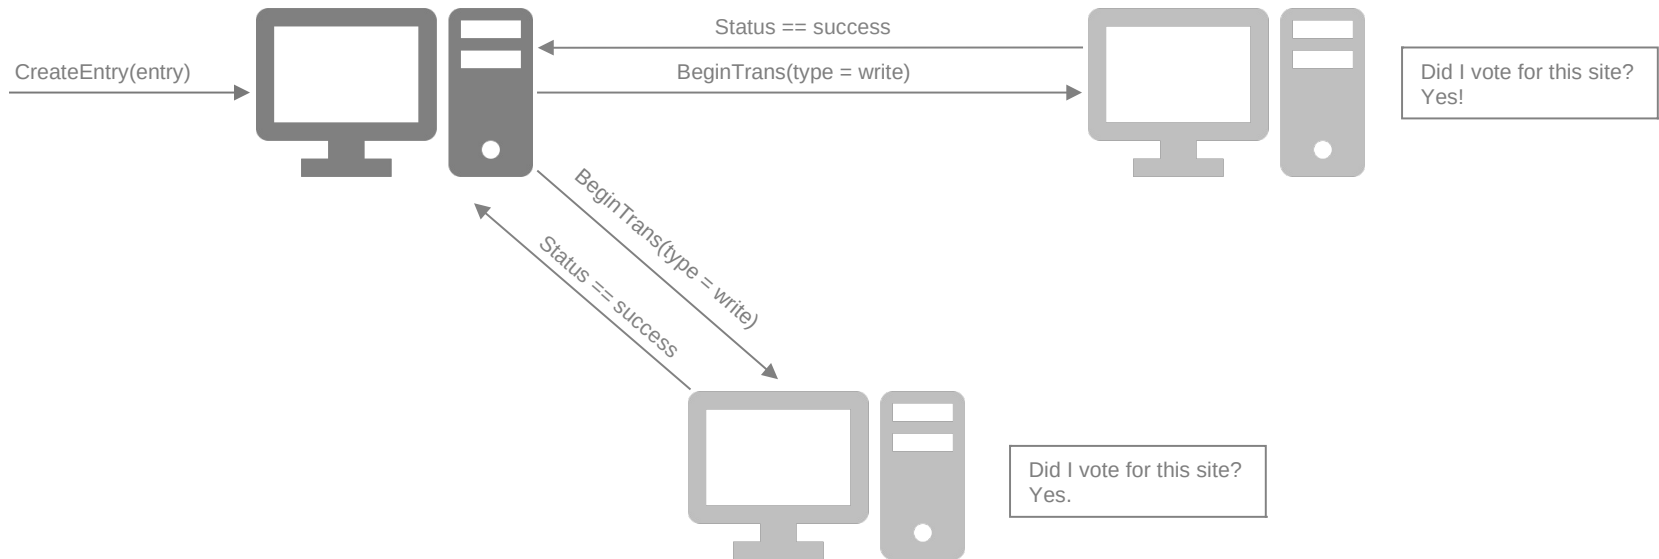 Status == success
CreateEntry(entry)
BeginTrans(type = write)
Did I vote for this site?
Yes!
BeginTrans(type = write)
Status == success
Did I vote for this site?
Yes.